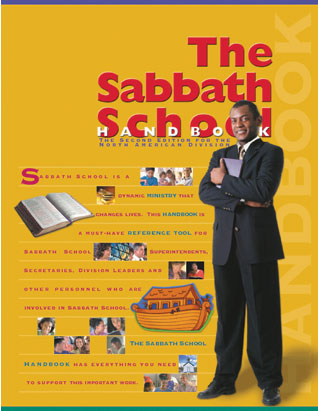 The
Sabbath
School
HANDBOOK
THE SECOND EDITION FOR THE
NORTH AMERICAN DIVISION
HANDBOOK
SABBATH SCHOOL IS A
DYNAMIC MINISTRY THAT
CHANGES LIVES. THIS HANDBOOK IS
A MUST-HAVE REFERENCE TOOL FOR
SABBATH SCHOOL SUPERINTENDENTS,
SECRETARIES, DIVISION LEADERS AND
OTHER PERSONNEL WHO ARE
INVOLVED IN SABBATH SCHOOL.
THE SABBATH SCHOOL
HANDBOOK HAS EVERYTHING YOU NEED
TO SUPPORT THIS IMPORTANT WORK.